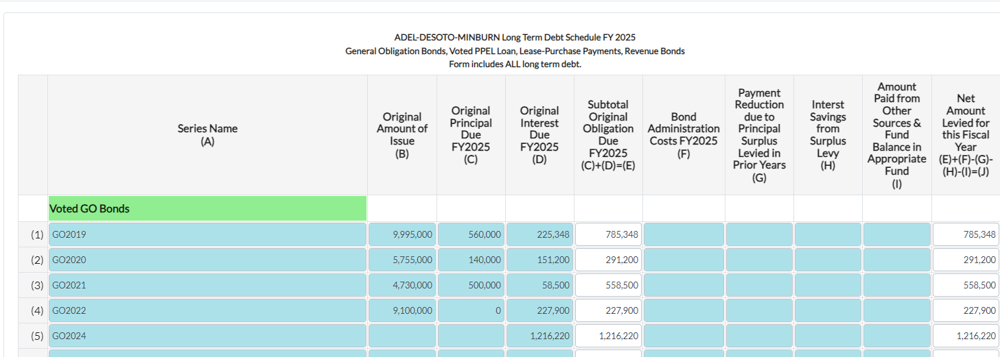 ADEL-DESOTO-MINBURN Long Term Debt Schedule FY 2025
General Obligation Bonds, Voted PPEL Loan, Lease-Purchase Payments, Revenue Bonds
Form includes ALL long term debt.
Series Name
(A)
Original
Amount of
Issue
(B)
Original
Principal
Due
FY2025
(C)
Original
Interest
Due
FY2025
(D)
Subtotal
Original
Obligation
Due
FY2025
(C)+(D)=(E)
Bond
Administration
Costs FY2025
(F)
Payment
Reduction
due to
Principal
Surplus
Levied in
Prior Years
(G)
Interst
Savings
from
Surplus
Levy
(H)
Amount
Paid from
Other
Sources &
Fund
Balance in
Appropriate
Fund
(I)
Net
Amount
Levied for
this Fiscal
Year
(E)+(F)-(G)-
(H)-(I)=(J)
Voted GO Bonds
(1) GO2019 9,995,000 560,000 225,348 785,348 785,348
(2) GO2020 5,755,000 140,000 151,200 291,200 291,200
(3) GO2021 4,730,000 500,000 58,500 558,500 558,500
(4) GO2022 9,100,000 0 227,900 227,900 227,900
(5) GO2024 1,216,220 1,216,220 1,216,220